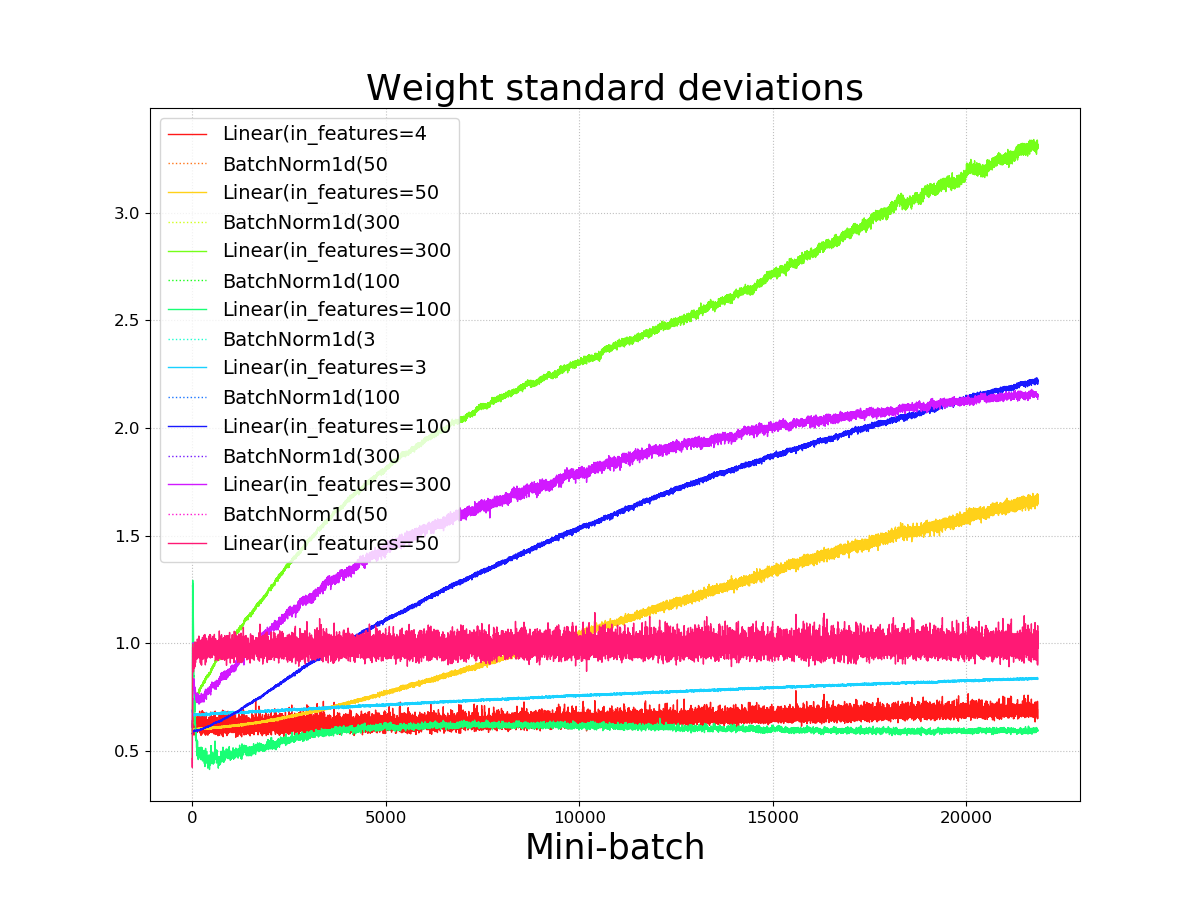 Weight standard deviations
Linear(in_features=4
BatchNorm1d(50
Linear(in_features=50
BatchNorm1d(300
Linear(in_features=300
BatchNorm1d(100
Linear(in_features=100
BatchNorm1d(3
Linear(in_features=3
BatchNorm1d(100
Linear(in_features=100
BatchNorm1d(300
Linear(in_features=300
BatchNorm1d(50
Linear(in_features=50
3.0
2.5
2.0
1.5
1.0
0.5
0 5000 10000 15000 20000
Mini-batch